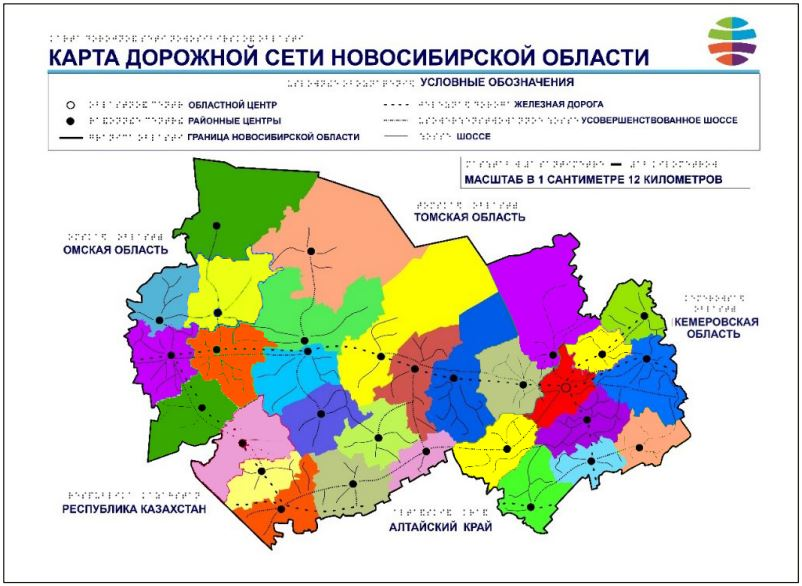 КАРТА ДОРОЖНОЙ СЕТИ НОВОСИБИРСКОЙ ОБЛАСТИ
УСЛОВНЫЕ ОБОЗНАЧЕНИЯ
ОБЛАСТНОЙ ЦЕНТР
РАЙОННЫЕ ЦЕНТРЫ
ГРАНИЦА НОВОСИБИРСКОЙ ОБЛАСТИ
ЖЕЛЕЗНАЯ ДОРОГА
УСОВЕРШЕНСТВОВАННОЕ ШОССЕ
ШОССЕ
МАСШТАБ В 1 САНТИМЕТРЕ 12 КИЛОМЕТРОВ
ТОМСКАЯ ОБЛАСТЬ
ОМСКАЯ ОБЛАСТЬ
КЕМЕРОВСКАЯ
ОБЛАСТЬ
РЕСПУБЛИКА КАЗАХСТАН
АЛТАЙСКИЙ КРАЙ